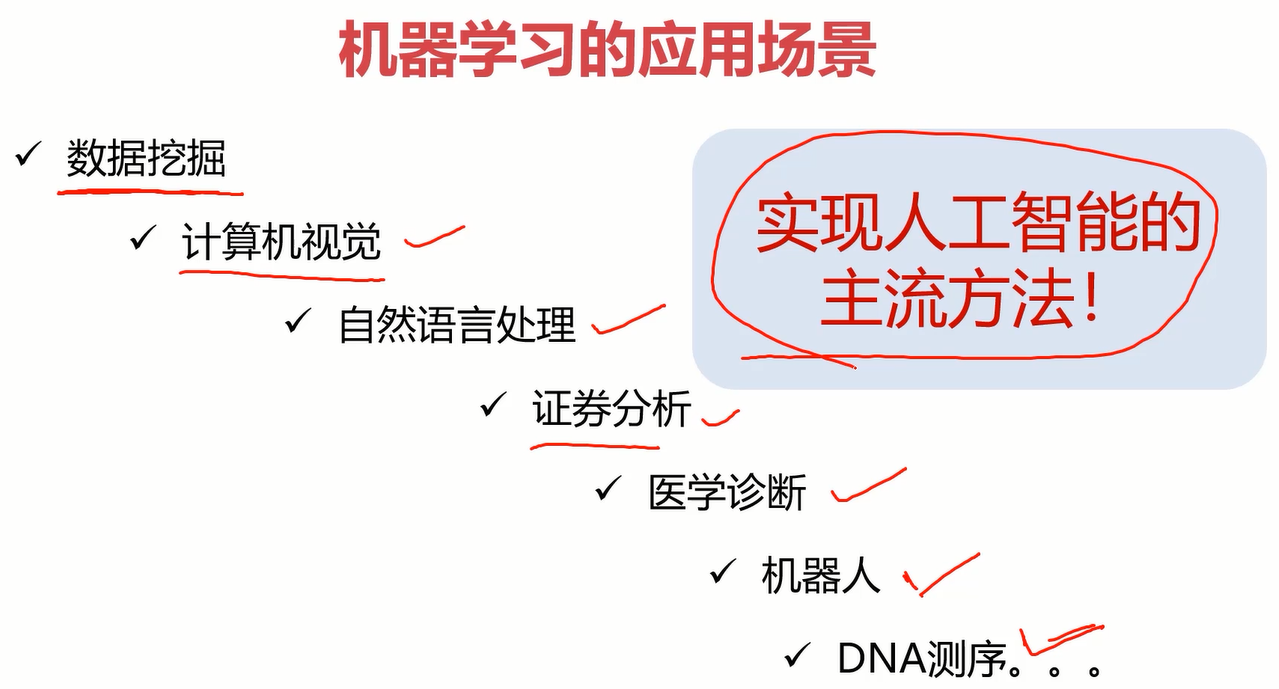 机器学习的应用场景
✓ 数据挖掘
✓ 计算机视觉
✓ 自然语言处理
✓ 证券分析
✓ 医学诊断
✓ 机器人
✓ DNA测序。。。
实现人工智能的
主流方法！